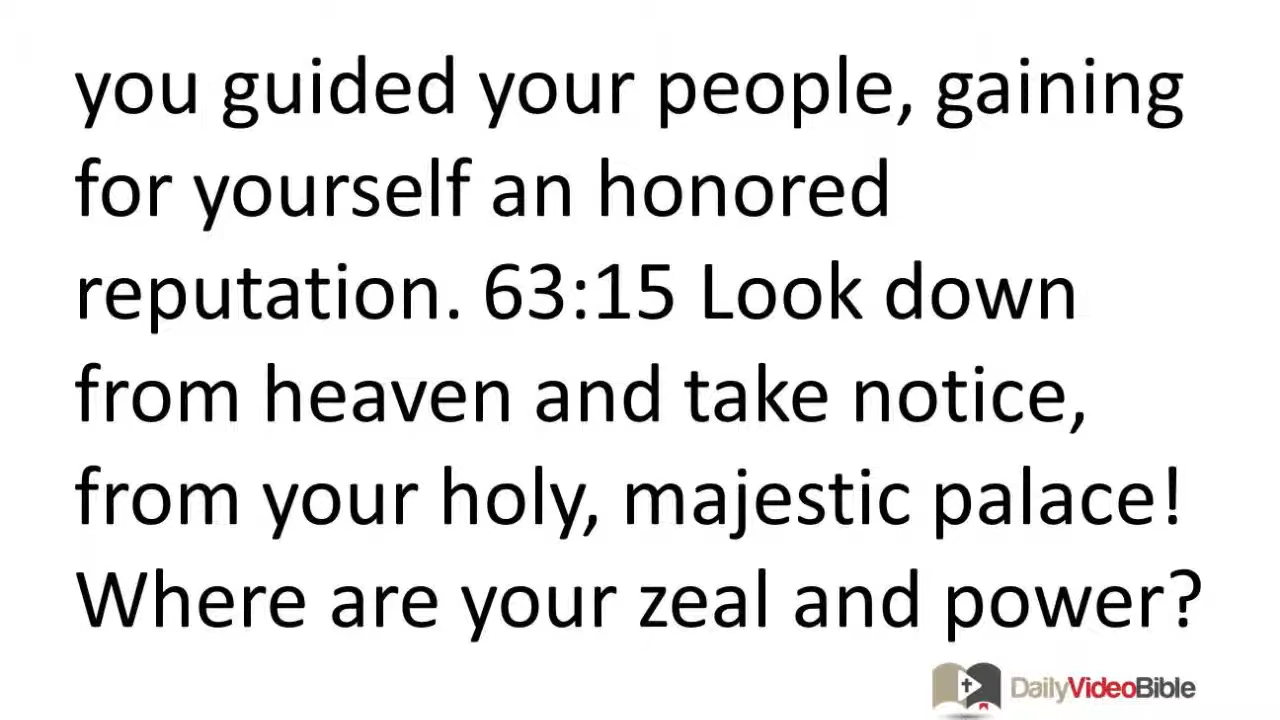 you guided your people, gaining
for yourself an honored
reputation. 63:15 Look down
from heaven and take notice,
from your holy, majestic palace!
Where are your zeal and power?
DailyVideoBible